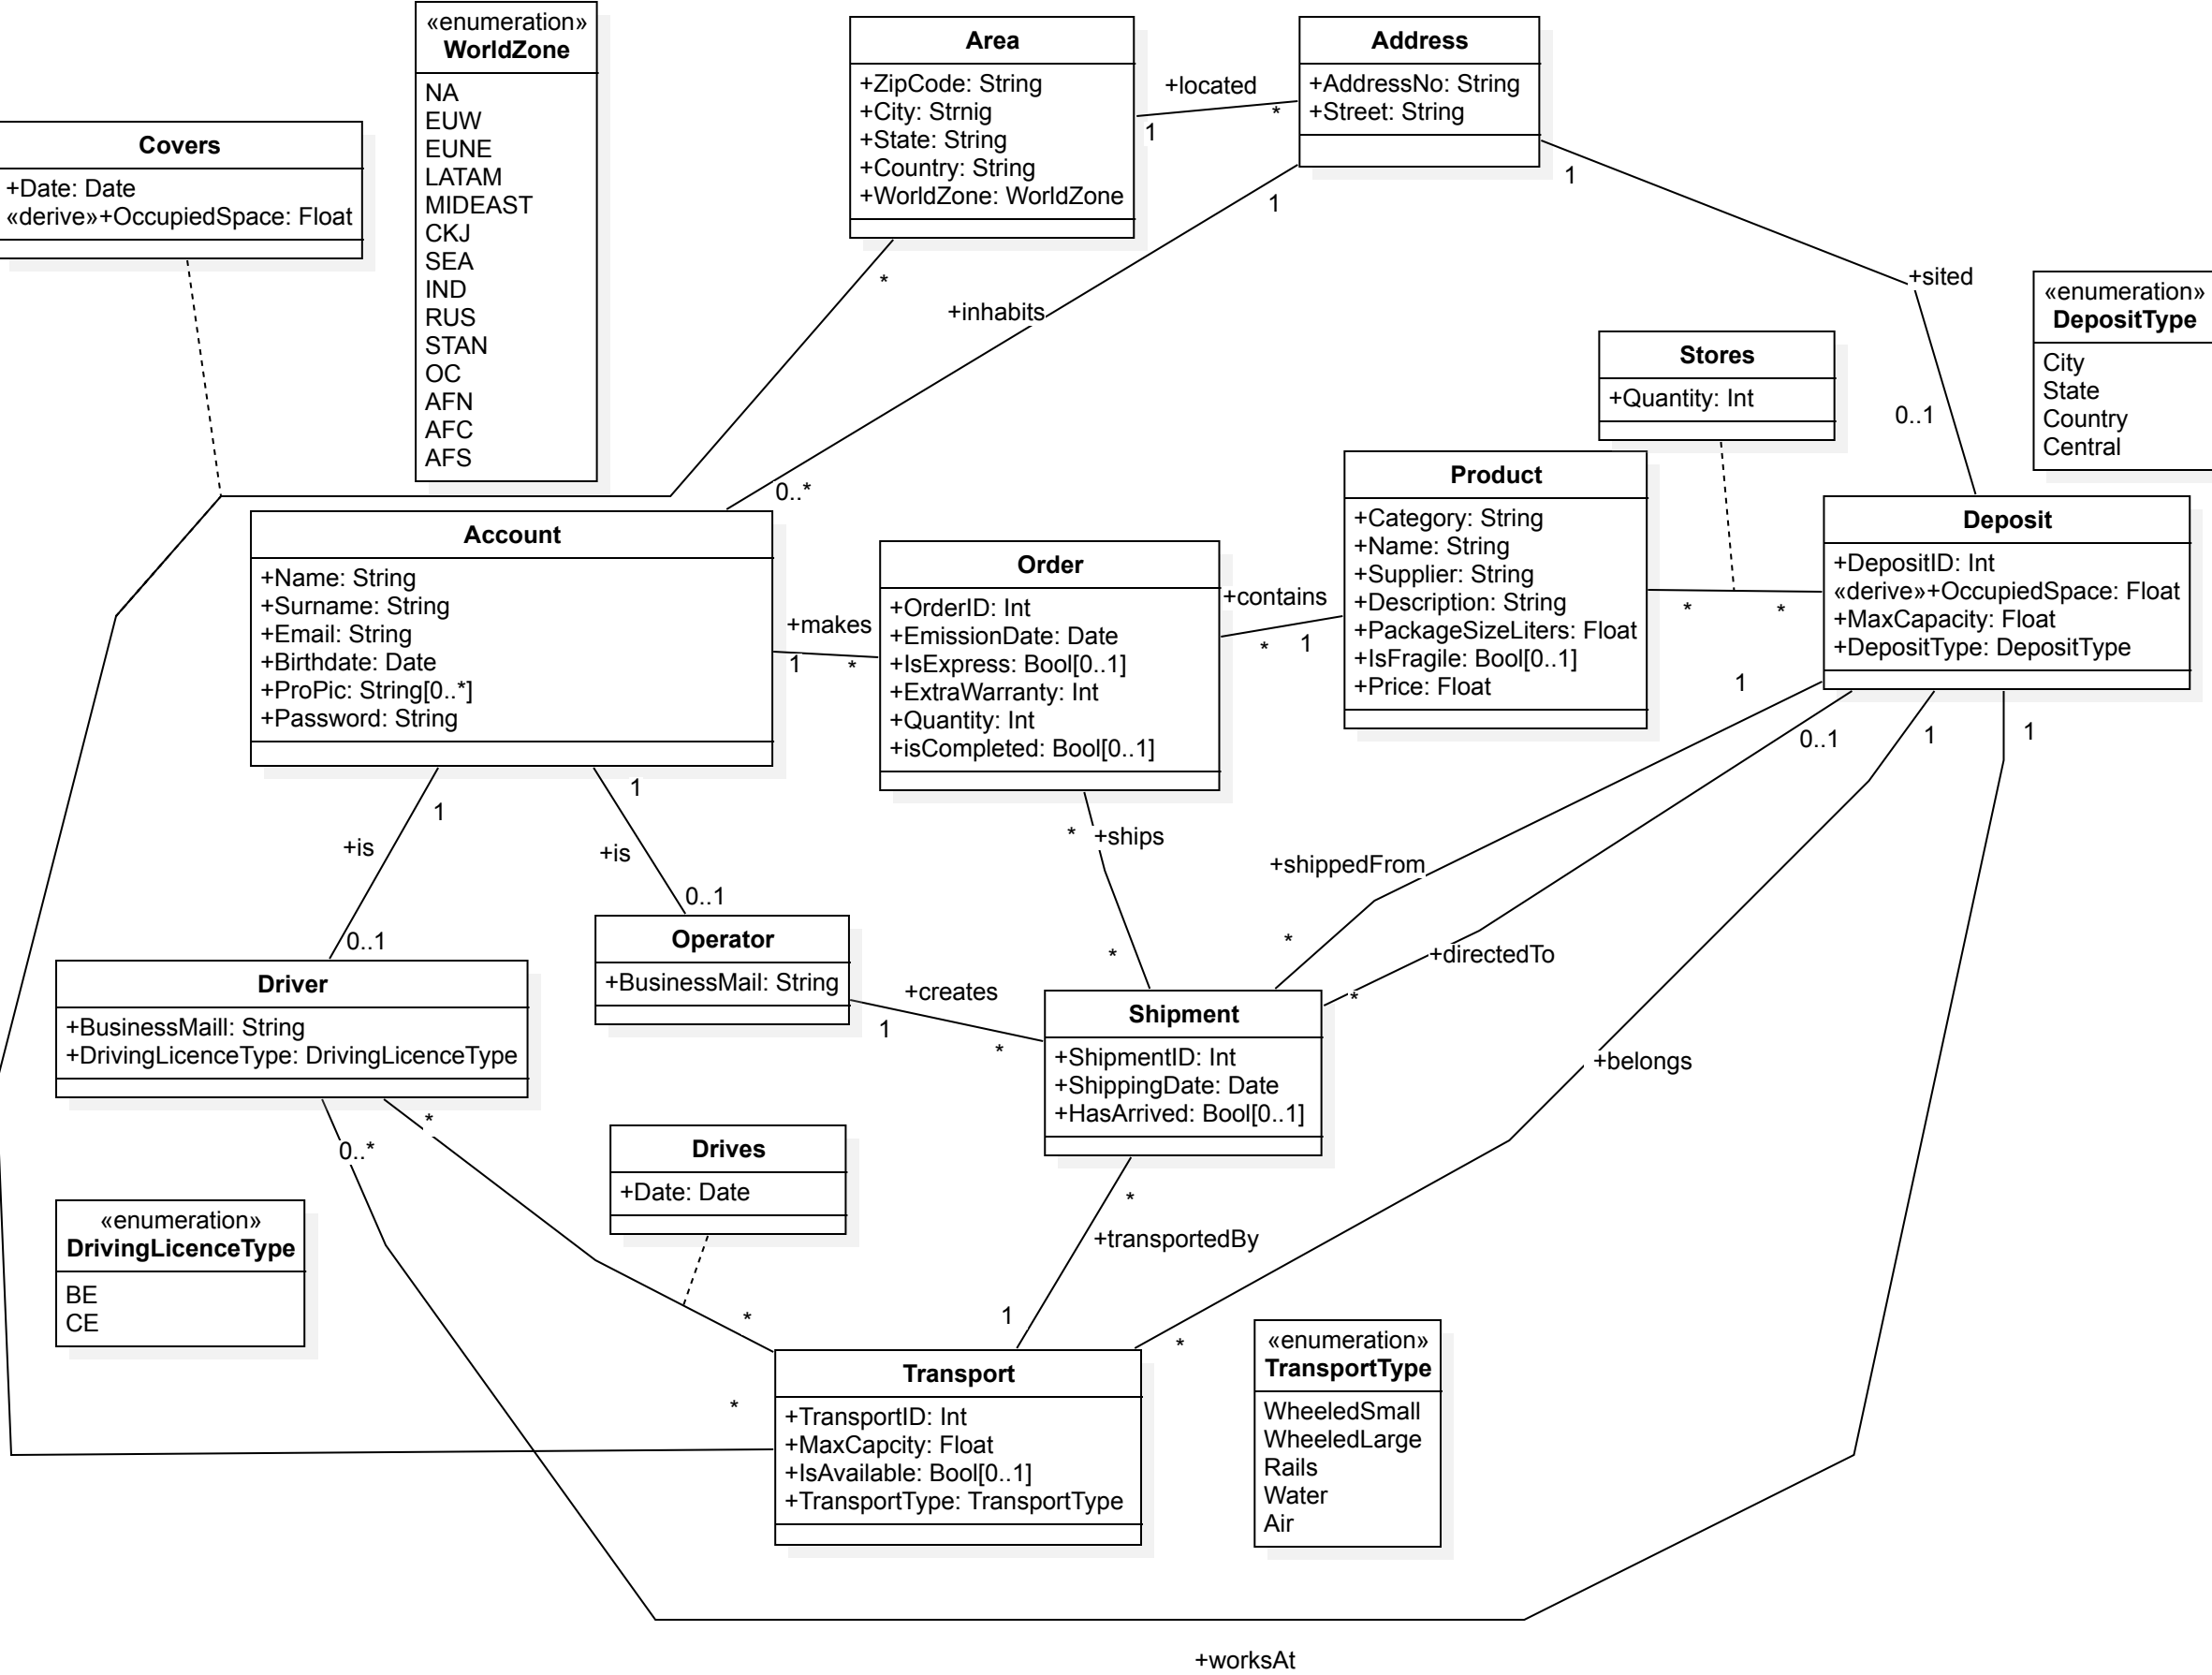 «enumeration»
WorldZone
NA
EUW
EUNE
LATAM
MIDEAST
CKJ
SEA
IND
RUS
STAN
OC
AFN
AFC
AFS
Area
+ZipCode: String
+City: Strnig
+State: String
+Country: String
+WorldZone: WorldZone
+located
1
*
Address
+AddressNo: String
+Street: String
Covers
+Date: Date
«derive»+OccupiedSpace: Float
*
+inhabits
1
0..*
1
+sited
0..1
«enumeration»
DepositType
City
State
Country
Central
Stores
+Quantity: Int
Account
+Name: String
+Surname: String
+Email: String
+Birthdate: Date
+ProPic: String[0..*]
+Password: String
+makes
1
*
Order
+OrderID: Int
+EmissionDate: Date
+IsExpress: Bool[0..1]
+ExtraWarranty: Int
+Quantity: Int
+isCompleted: Bool[0..1]
+contains
*
1
Product
+Category: String
+Name: String
+Supplier: String
+Description: String
+PackageSizeLiters: Float
+IsFragile: Bool[0..1]
+Price: Float
*
*
Deposit
+DepositID: Int
«derive»+OccupiedSpace: Float
+MaxCapacity: Float
+DepositType: DepositType
1
0..1
1
1
1
+is
0..1
1
+is
0..1
*
+ships
*
+shippedFrom
*
+directedTo
*
Operator
+BusinessMail: String
+creates
1
*
Driver
+BusinessMaill: String
+DrivingLicenceType: DrivingLicenceType
Shipment
+ShipmentID: Int
+ShippingDate: Date
+HasArrived: Bool[0..1]
+belongs
*
0..*
Drives
+Date: Date
«enumeration»
DrivingLicenceType
BE
CE
*
+transportedBy
1
*
*
*
Transport
+TransportID: Int
+MaxCapcity: Float
+IsAvailable: Bool[0..1]
+TransportType: TransportType
«enumeration»
TransportType
WheeledSmall
WheeledLarge
Rails
Water
Air
+worksAt